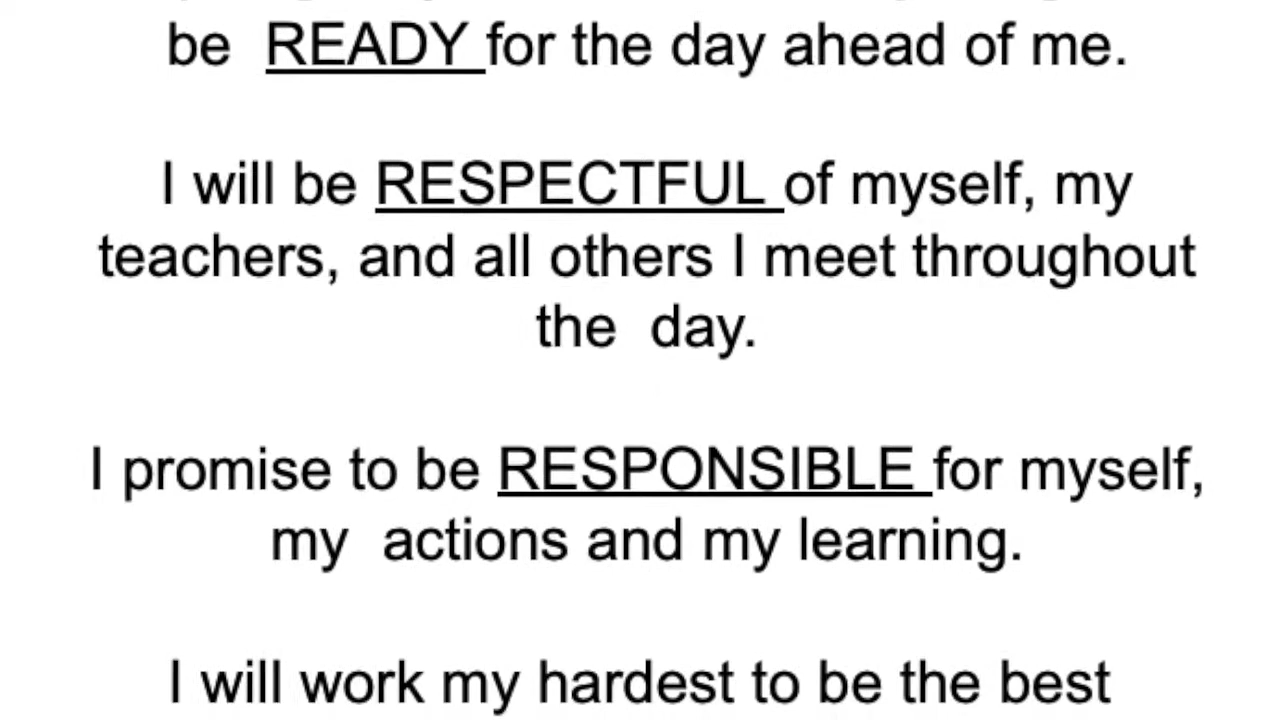 be  READY for the day ahead of me.
I will be RESPECTFUL of myself, my
teachers, and all others I meet throughout
the  day.
I promise to be RESPONSIBLE for myself,
my  actions and my learning.
I will work my hardest to be the best